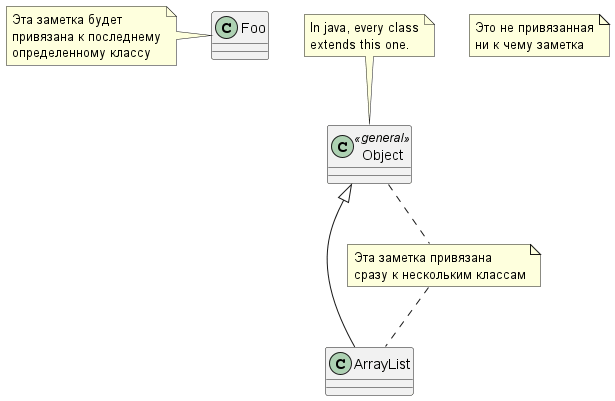 Эта заметка будет
привязана к последнему
определенному классу
C Foo
In java, every class
extends this one.
Это не привязанная
ни к чему заметка
«general»
C Object
Эта заметка привязана
сразу к нескольким классам
C ArrayList